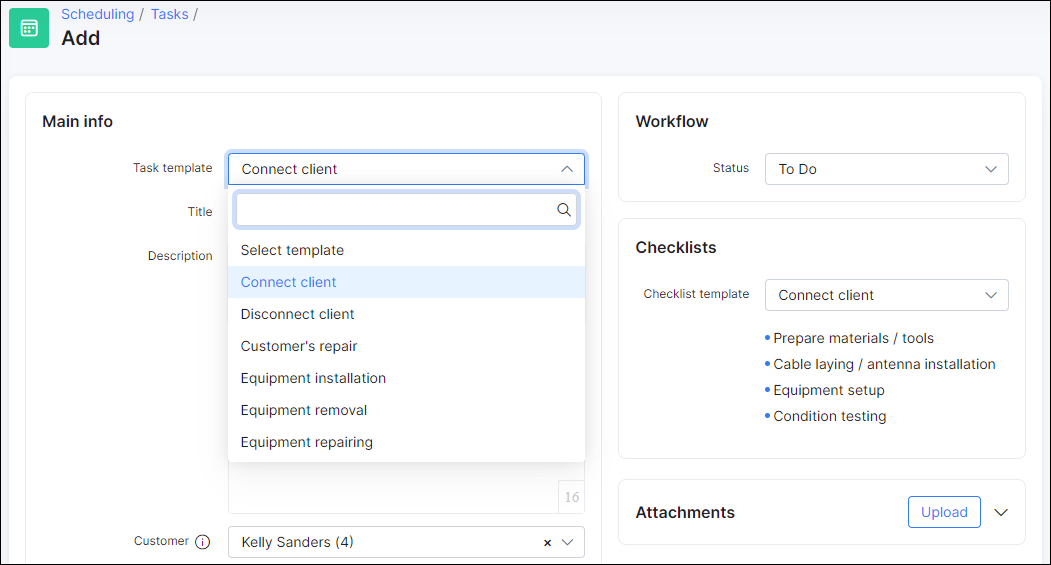 Scheduling / Tasks /
Add
Main info
Task template
Connect client
Title
Description
Select template
Connect client
Disconnect client
Customer's repair
Equipment installation
Equipment removal
Equipment repairing
16
Customer
Kelly Sanders (4)
Workflow
Status
To Do
Checklists
Checklist template
Connect client
Prepare materials / tools
Cable laying / antenna installation
Equipment setup
Condition testing
Attachments
Upload